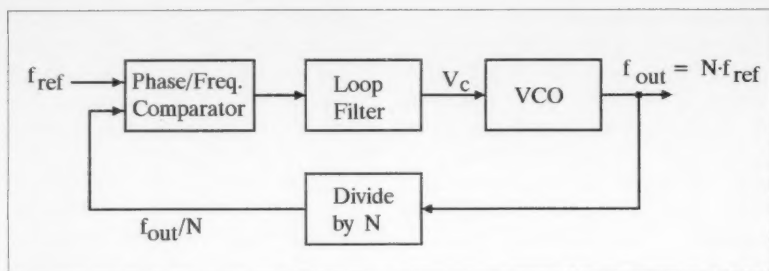 f_ref
Phase/Freq.
Comparator
Loop
Filter
V_c
VCO
f_out = N·f_ref
Divide
by N
f_out/N